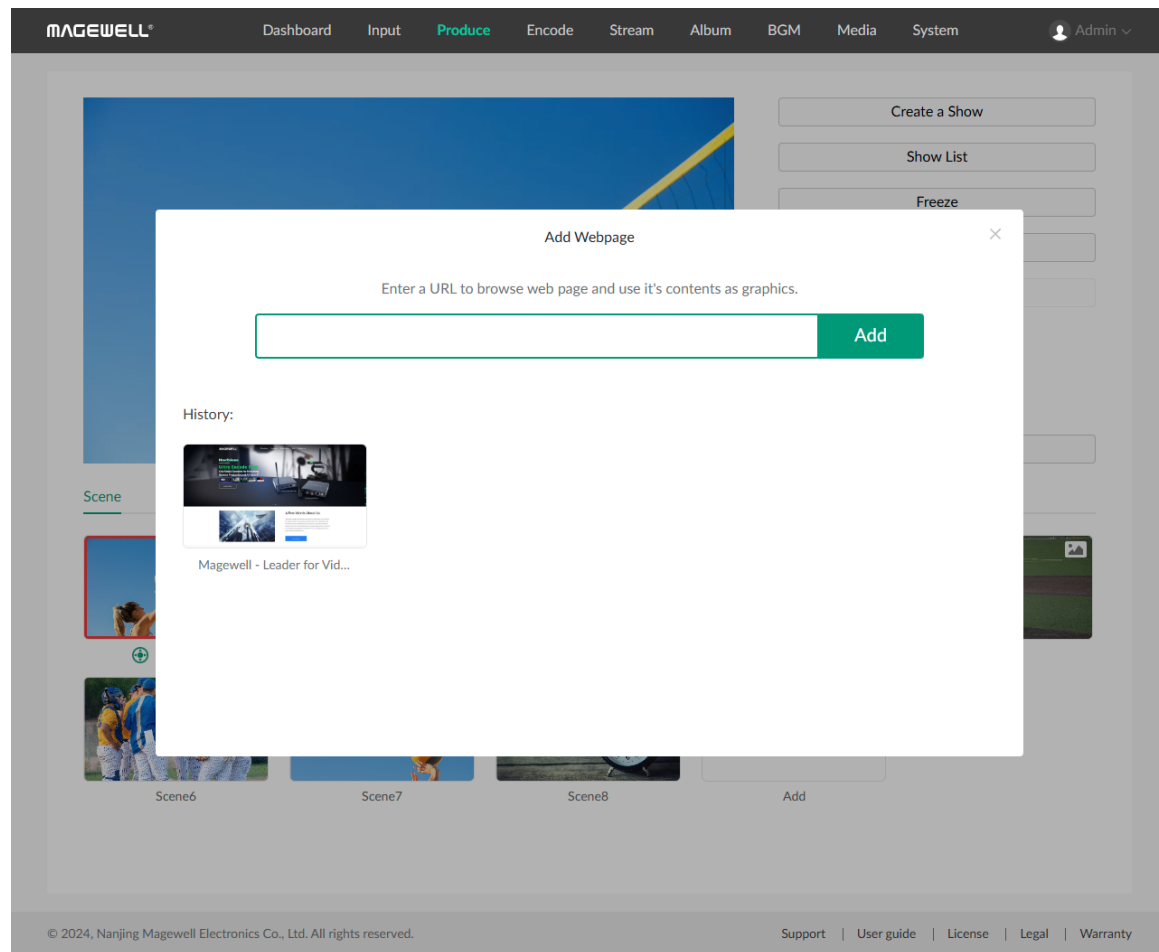 MAGEWELL®
Dashboard Input Produce Encode Stream Album BGM Media System Admin
Create a Show
Show List
Freeze
Add Webpage
Enter a URL to browse web page and use it's contents as graphics.
Add
History:
Magewell - Leader for Vid...
Scene
Scene6 Scene7 Scene8 Add
© 2024, Nanjing Magewell Electronics Co., Ltd. All rights reserved. Support | User guide | License | Legal | Warranty